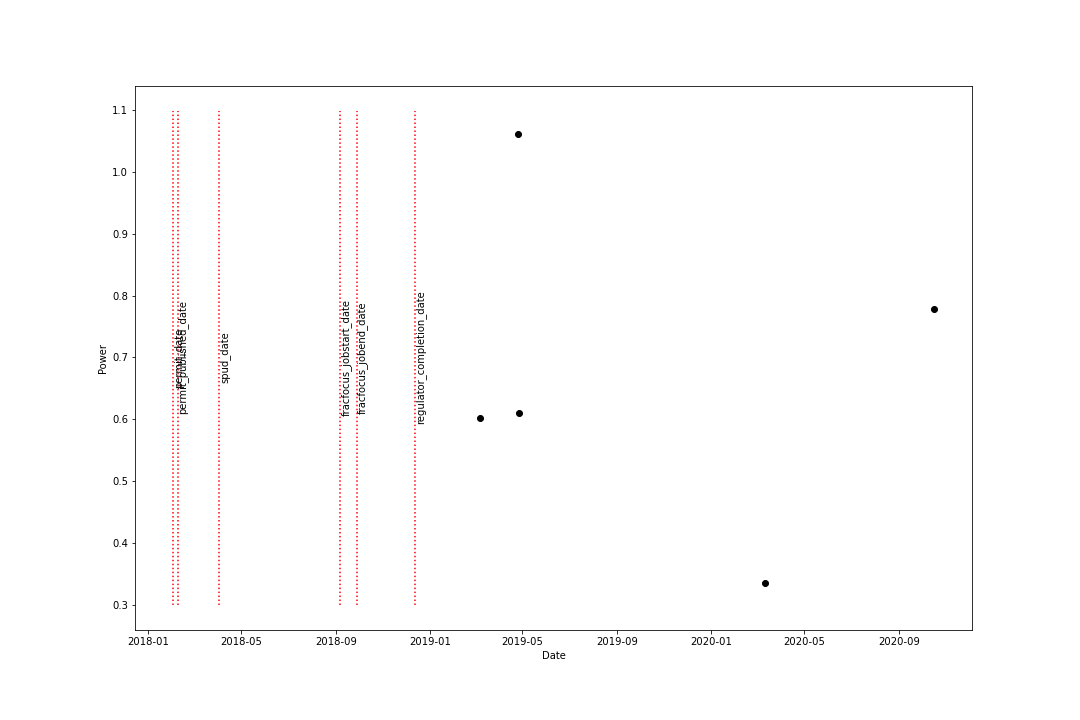 1.1
1.0
0.9
0.8
0.7
0.6
0.5
0.4
0.3
Power
permit_date
permit_published_date
spud_date
fracfocus_jobstart_date
fracfocus_jobend_date
regulator_completion_date
2018-01
2018-05
2018-09
2019-01
2019-05
2019-09
2020-01
2020-05
2020-09
Date